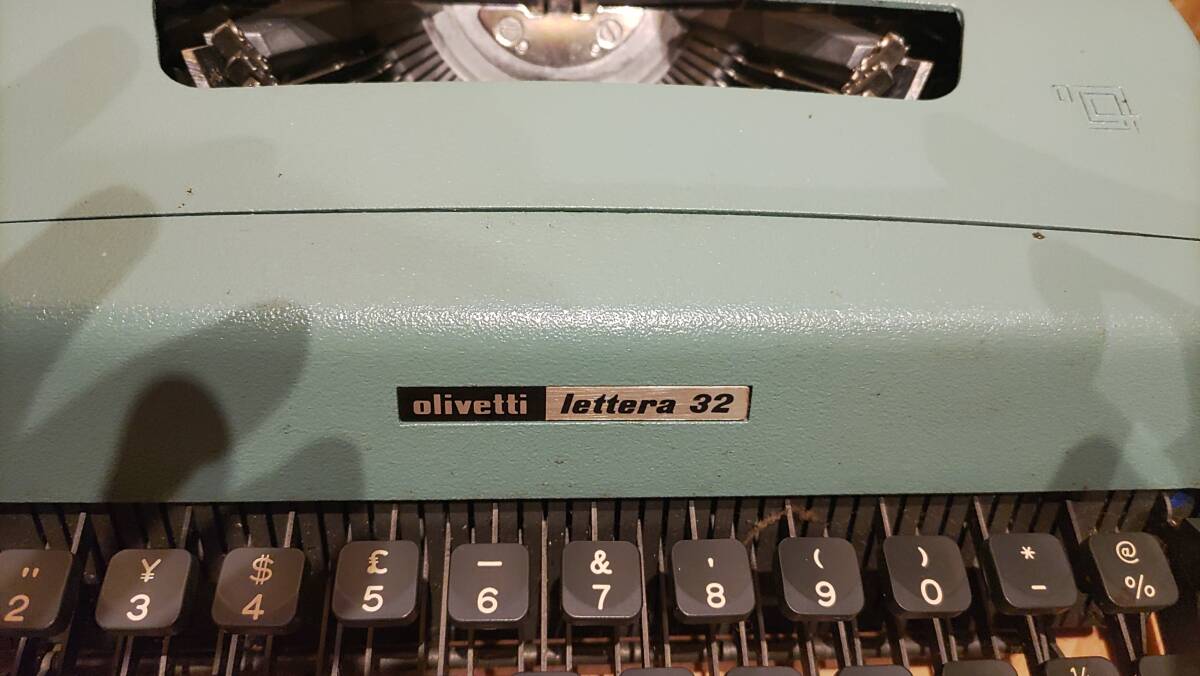 olivetti lettera 32
" ¥ $ £ — & ' ( ) * @
2 3 4 5 6 7 8 9 0 - %